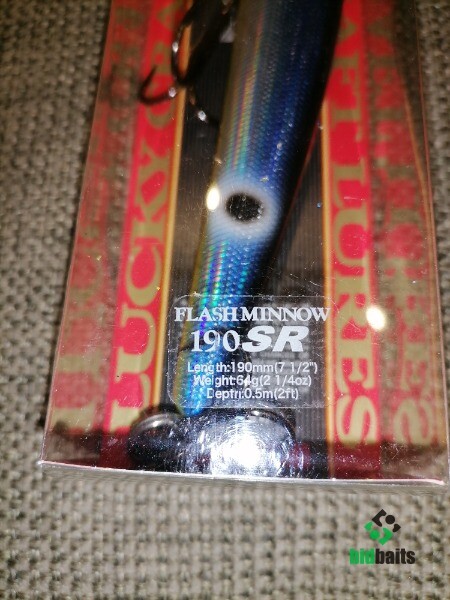 LUCKY CRAFT LURES
FLASH MINNOW
190SR
Length:190mm(7 1/2")
Weight:64g(2 1/4oz)
Depth:0.5m(2ft)
bidbaits